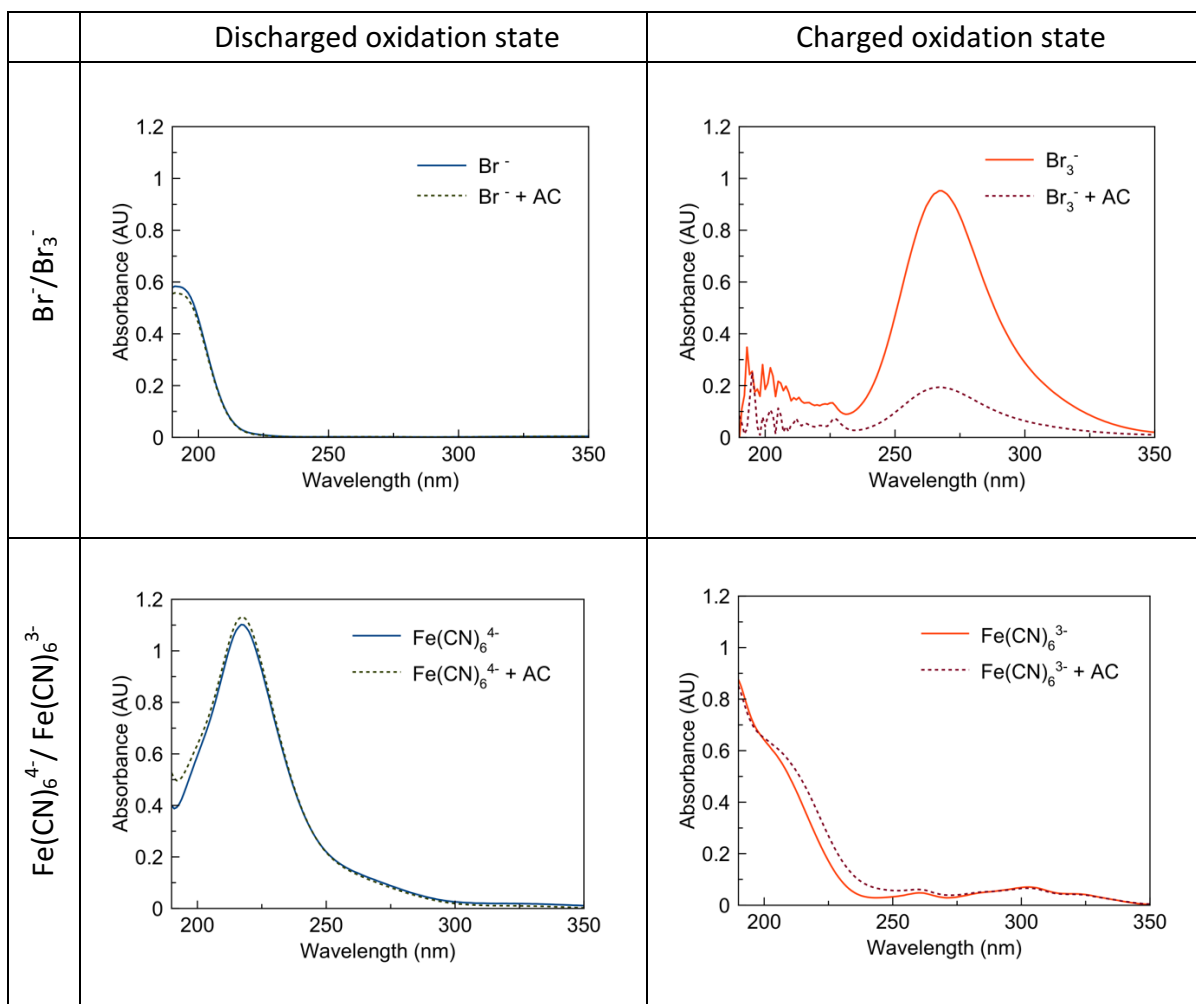 Discharged oxidation state
Charged oxidation state
Br⁻/Br₃⁻
Absorbance (AU)
1.2
1
0.8
0.6
0.4
0.2
0
200
250
300
350
Wavelength (nm)
Br ⁻
Br ⁻ + AC
Absorbance (AU)
1.2
1
0.8
0.6
0.4
0.2
0
200
250
300
350
Wavelength (nm)
Br₃⁻
Br₃⁻ + AC
Fe(CN)₆⁴⁻/ Fe(CN)₆³⁻
Absorbance (AU)
1.2
1
0.8
0.6
0.4
0.2
0
200
250
300
350
Wavelength (nm)
Fe(CN)₆⁴⁻
Fe(CN)₆⁴⁻ + AC
Absorbance (AU)
1.2
1
0.8
0.6
0.4
0.2
0
200
250
300
350
Wavelength (nm)
Fe(CN)₆³⁻
Fe(CN)₆³⁻ + AC